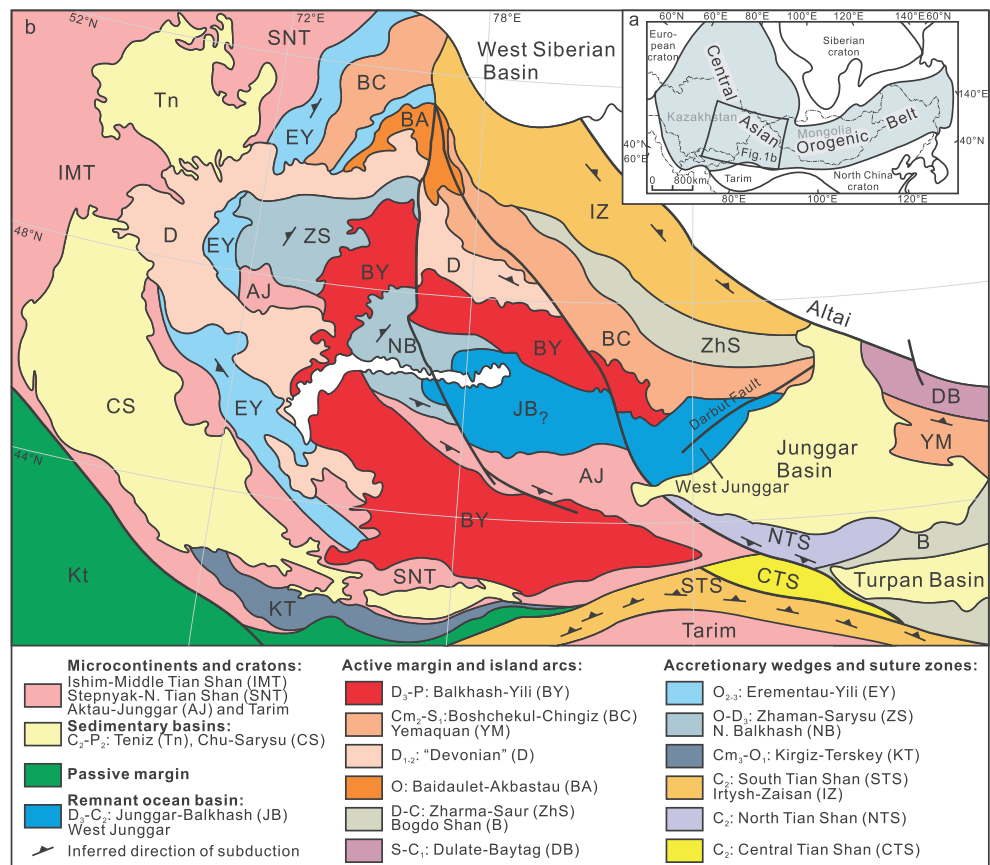 b
52°N
72°E
78°E
SNT
West Siberian
Basin
a
60°N
60°E
80°E
100°E
120°E
140°E
60°N
Euro-
pean
craton
Siberian
craton
Central
Asian
Orogenic
Belt
Kazakhstan
Mongolia
140°E
40°N
40°N
60°E
Fig.1b
0
800km
Tarim
North China
craton
80°E
100°E
120°E
Tn
BC
EY
BA
IMT
IZ
48°N
D
EY
ZS
D
BY
AJ
Altai
NB
BY
BC
ZhS
CS
EY
JB?
Darbut Fault
DB
YM
44°N
AJ
Junggar
Basin
West Junggar
BY
NTS
B
Kt
SNT
STS
CTS
Turpan Basin
KT
Tarim
Microcontinents and cratons:
Ishim-Middle Tian Shan (IMT)
Stepnyak-N. Tian Shan (SNT)
Aktau-Junggar (AJ) and Tarim
Sedimentary basins:
C₂-P₂: Teniz (Tn), Chu-Sarysu (CS)
Passive margin
Remnant ocean basin:
D₃-C₂: Junggar-Balkhash (JB)
West Junggar
Inferred direction of subduction
Active margin and island arcs:
D₃-P: Balkhash-Yili (BY)
Cm₂-S₁:Boshchekul-Chingiz (BC)
Yemaquan (YM)
D₁₋₂: “Devonian” (D)
O: Baidaulet-Akbastau (BA)
D-C: Zharma-Saur (ZhS)
Bogdo Shan (B)
S-C₁: Dulate-Baytag (DB)
Accretionary wedges and suture zones:
O₂₋₃: Erementau-Yili (EY)
O-D₃: Zhaman-Sarysu (ZS)
N. Balkhash (NB)
Cm₃-O₁: Kirgiz-Terskey (KT)
C₂: South Tian Shan (STS)
Irtysh-Zaisan (IZ)
C₂: North Tian Shan (NTS)
C₂: Central Tian Shan (CTS)